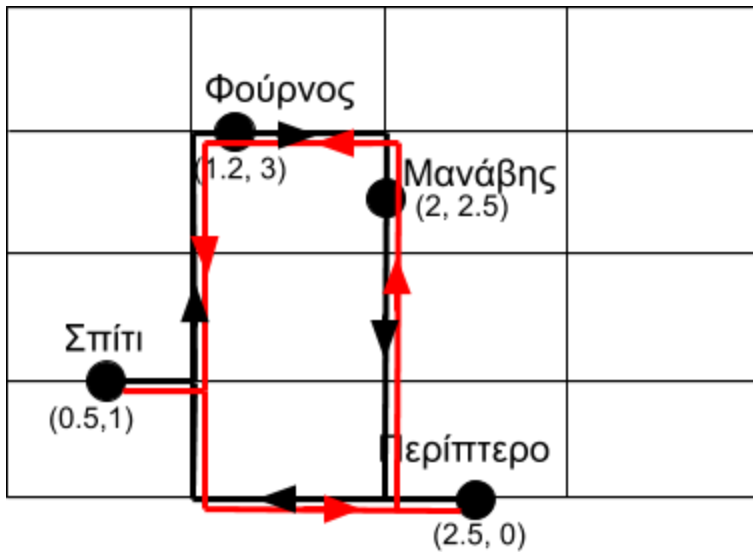 Φούρνος
(1.2, 3)
Μανάβης
(2, 2.5)
Σπίτι
(0.5,1)
Περίπτερο
(2.5, 0)